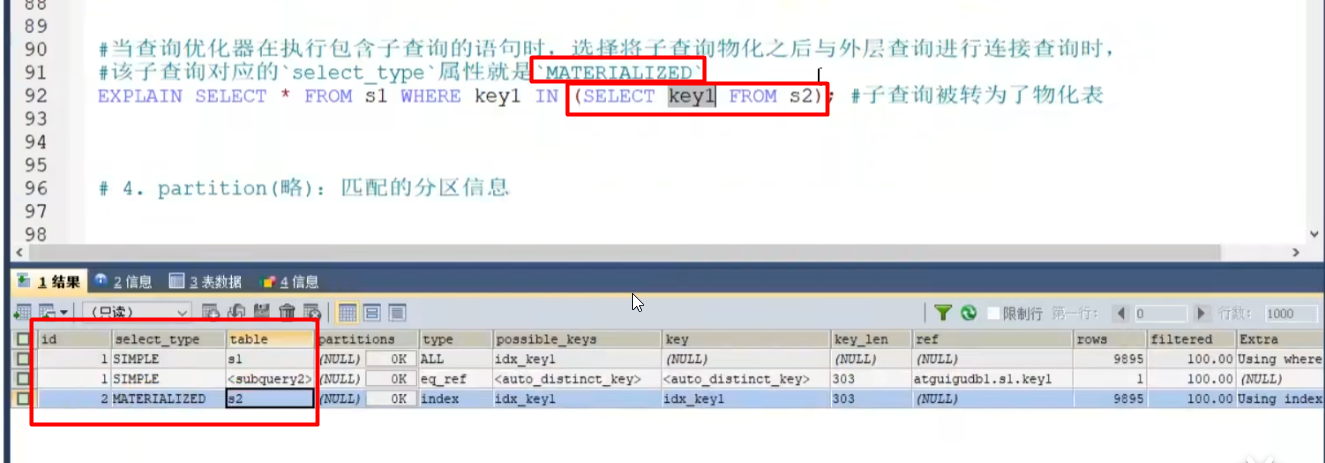 88
89
90 #当查询优化器在执行包含子查询的语句时，选择将子查询物化之后与外层查询进行连接查询时，
91 #该子查询对应的`select_type`属性就是`MATERIALIZED`
92 EXPLAIN SELECT * FROM s1 WHERE key1 IN (SELECT key1 FROM s2); #子查询被转为了物化表
93
94
95
96 # 4. partition(略)：匹配的分区信息
97
98
1 结果 2 信息 3 表数据 4 信息
（只读） 限制行 第一行: 0 行数: 1000
id select_type table partitions type possible_keys key key_len ref rows filtered Extra
1 SIMPLE s1 (NULL) 0K ALL idx_key1 (NULL) (NULL) (NULL) 9895 100.00 Using where
1 SIMPLE <subquery2> (NULL) 0K eq_ref <auto_distinct_key> <auto_distinct_key> 303 atguigudb1.s1.key1 1 100.00 (NULL)
2 MATERIALIZED s2 (NULL) 0K index idx_key1 idx_key1 303 (NULL) 9895 100.00 Using index